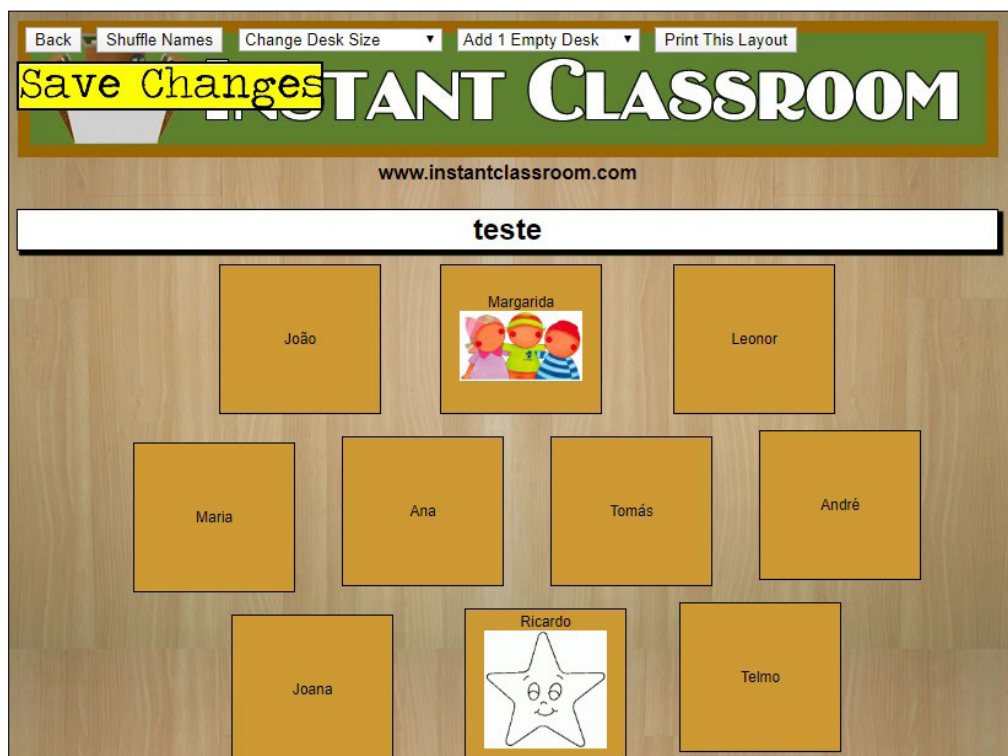 Back Shuffle Names Change Desk Size Add 1 Empty Desk Print This Layout
Save Changes
INSTANT CLASSROOM
www.instantclassroom.com
teste
João Margarida Leonor
Maria Ana Tomás André
Joana Ricardo Telmo